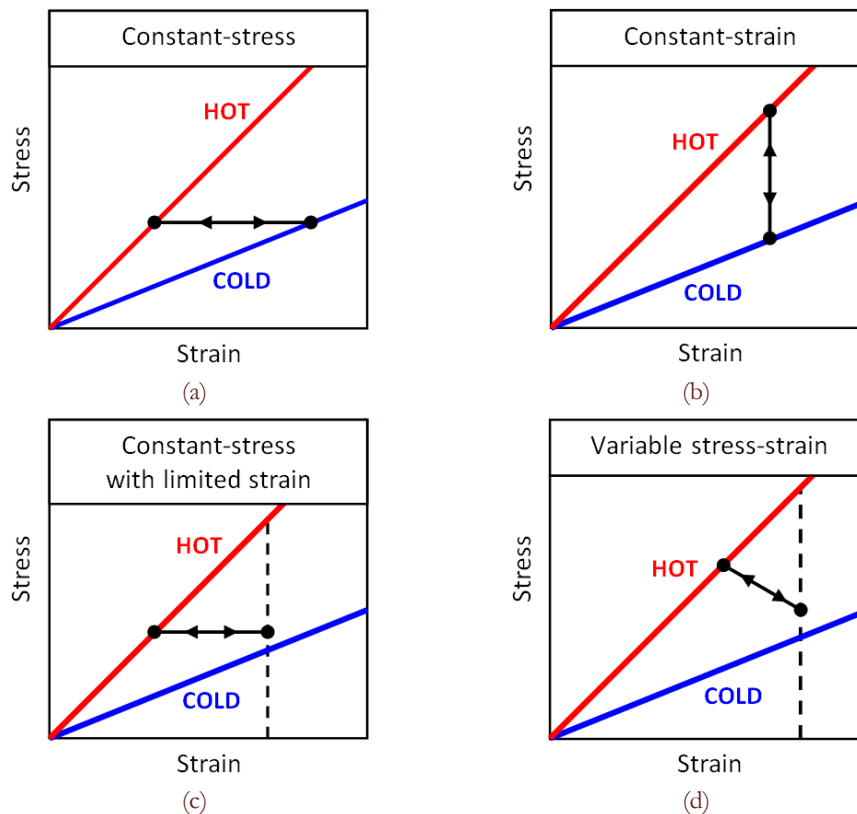 Constant-stress
HOT
COLD
Stress
Strain
(a)
Constant-strain
HOT
COLD
Stress
Strain
(b)
Constant-stress
with limited strain
HOT
COLD
Stress
Strain
(c)
Variable stress-strain
HOT
COLD
Stress
Strain
(d)